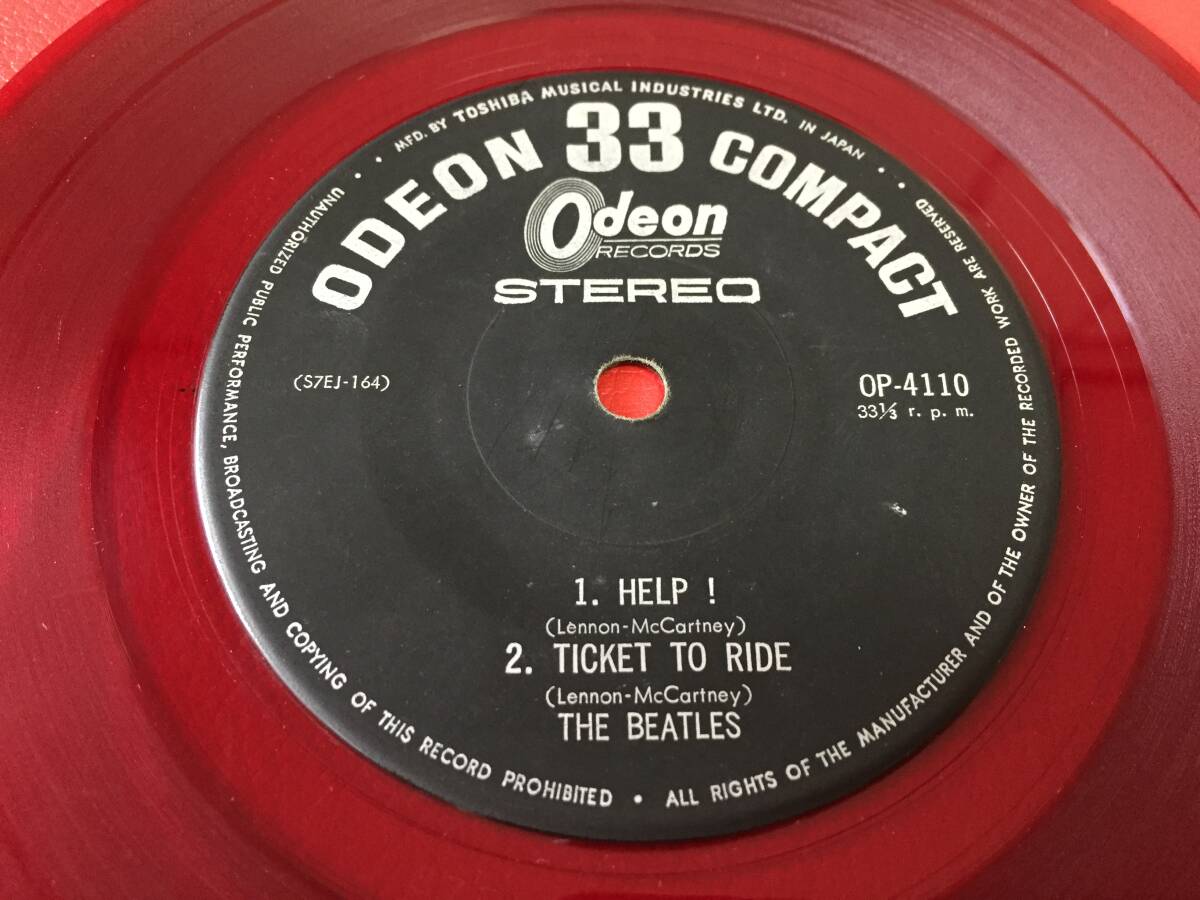 MFD. BY TOSHIBA MUSICAL INDUSTRIES LTD. IN JAPAN
ODEON 33 COMPACT
Odeon
RECORDS
STEREO
(S7EJ-164)
OP-4110
33⅓ r. p. m.
1. HELP !
(Lennon-McCartney)
2. TICKET TO RIDE
(Lennon-McCartney)
THE BEATLES
UNAUTHORIZED PUBLIC PERFORMANCE, BROADCASTING AND COPYING OF THIS RECORD PROHIBITED • ALL RIGHTS OF THE MANUFACTURER AND OF THE OWNER OF THE RECORDED WORK ARE RESERVED